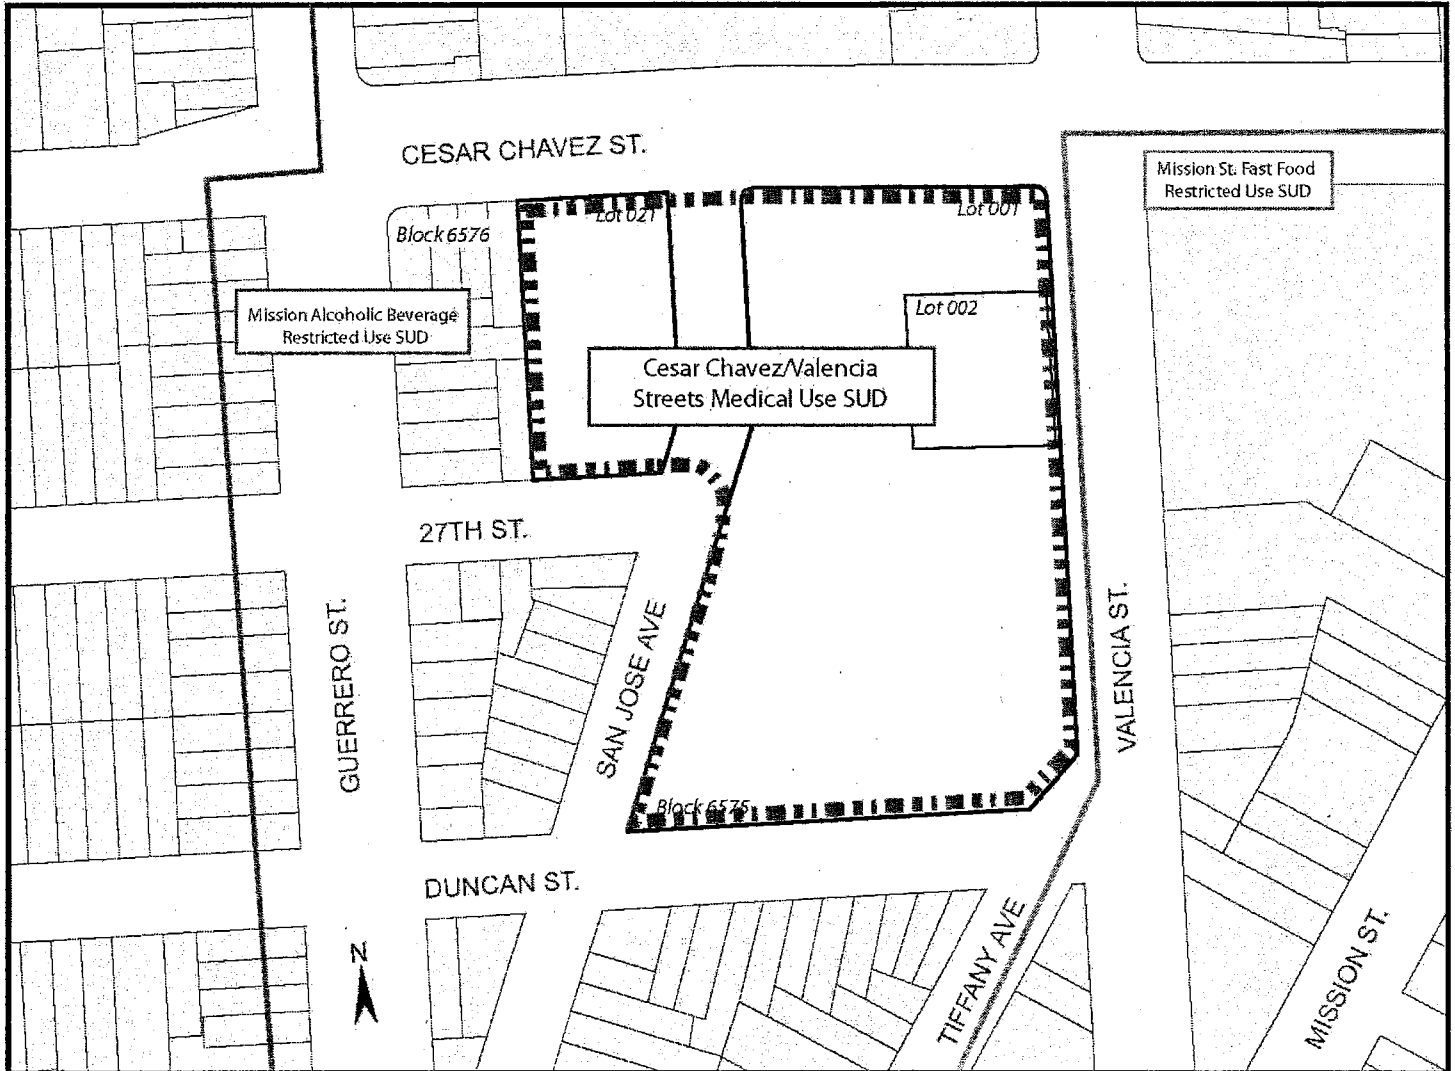 CESAR CHAVEZ ST.
Mission St. Fast Food
Restricted Use SUD
Lot 021
Lot 001
Block 6576
Mission Alcoholic Beverage
Restricted Use SUD
Lot 002
Cesar Chavez/Valencia
Streets Medical Use SUD
27TH ST.
GUERRERO ST.
SAN JOSE AVE
VALENCIA ST.
Block 6575
DUNCAN ST.
N
TIFFANY AVE
MISSION ST.